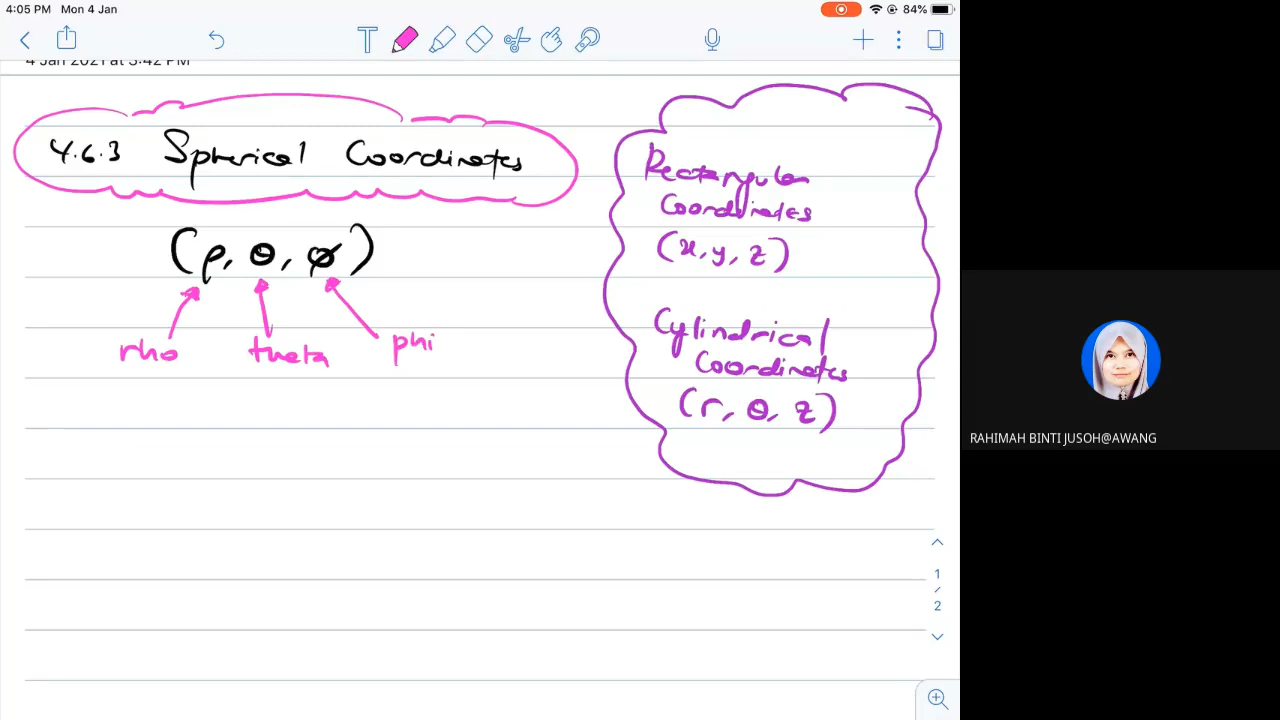 4:05 PM Mon 4 Jan
84%
4 Jan 2021 at 3:42 PM
4.6.3 Spherical Coordinates
(ρ, θ, φ)
rho theta phi
Rectangular
Coordinates
(x, y, z)
Cylindrical
Coordinates
(r, θ, z)
1
/
2
RAHIMAH BINTI JUSOH@AWANG